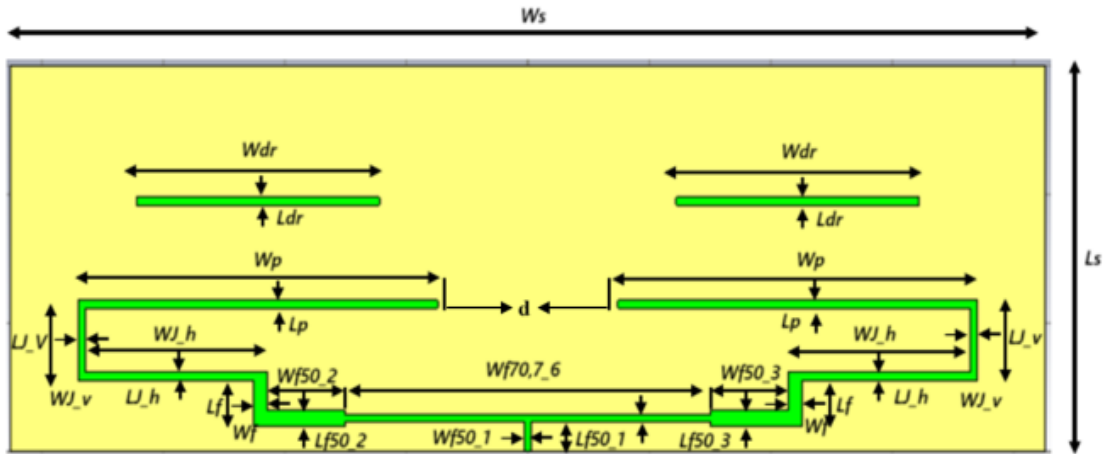 Ws
Wdr
Wdr
Ldr
Ldr
Ls
Wp
Wp
d
Lp
Lp
LJ_V
WJ_h
WJ_h
LJ_v
Wf50_2
Wf70,7_6
Wf50_3
WJ_v
LJ_h
Lf
Lf
LJ_h
WJ_v
Wf
Lf50_2
Wf50_1
Lf50_1
Lf50_3
Wf